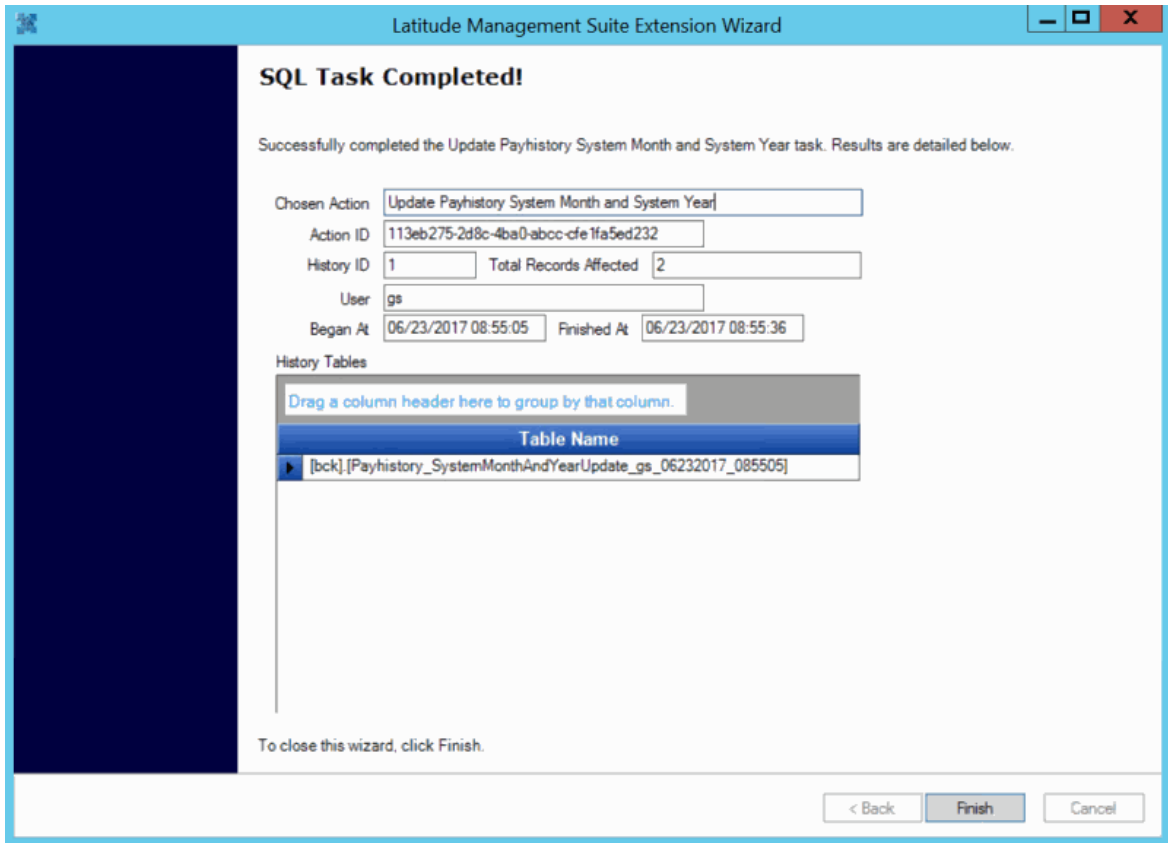 Latitude Management Suite Extension Wizard
SQL Task Completed!
Successfully completed the Update Payhistory System Month and System Year task. Results are detailed below.
Chosen Action Update Payhistory System Month and System Year
Action ID 113eb275-2d8c-4ba0-abcc-cfe1fa5ed232
History ID 1 Total Records Affected 2
User gs
Began At 06/23/2017 08:55:05 Finished At 06/23/2017 08:55:36
History Tables
Drag a column header here to group by that column.
Table Name
[bck].[Payhistory_SystemMonthAndYearUpdate_gs_06232017_085505]
To close this wizard, click Finish.
< Back Finish Cancel